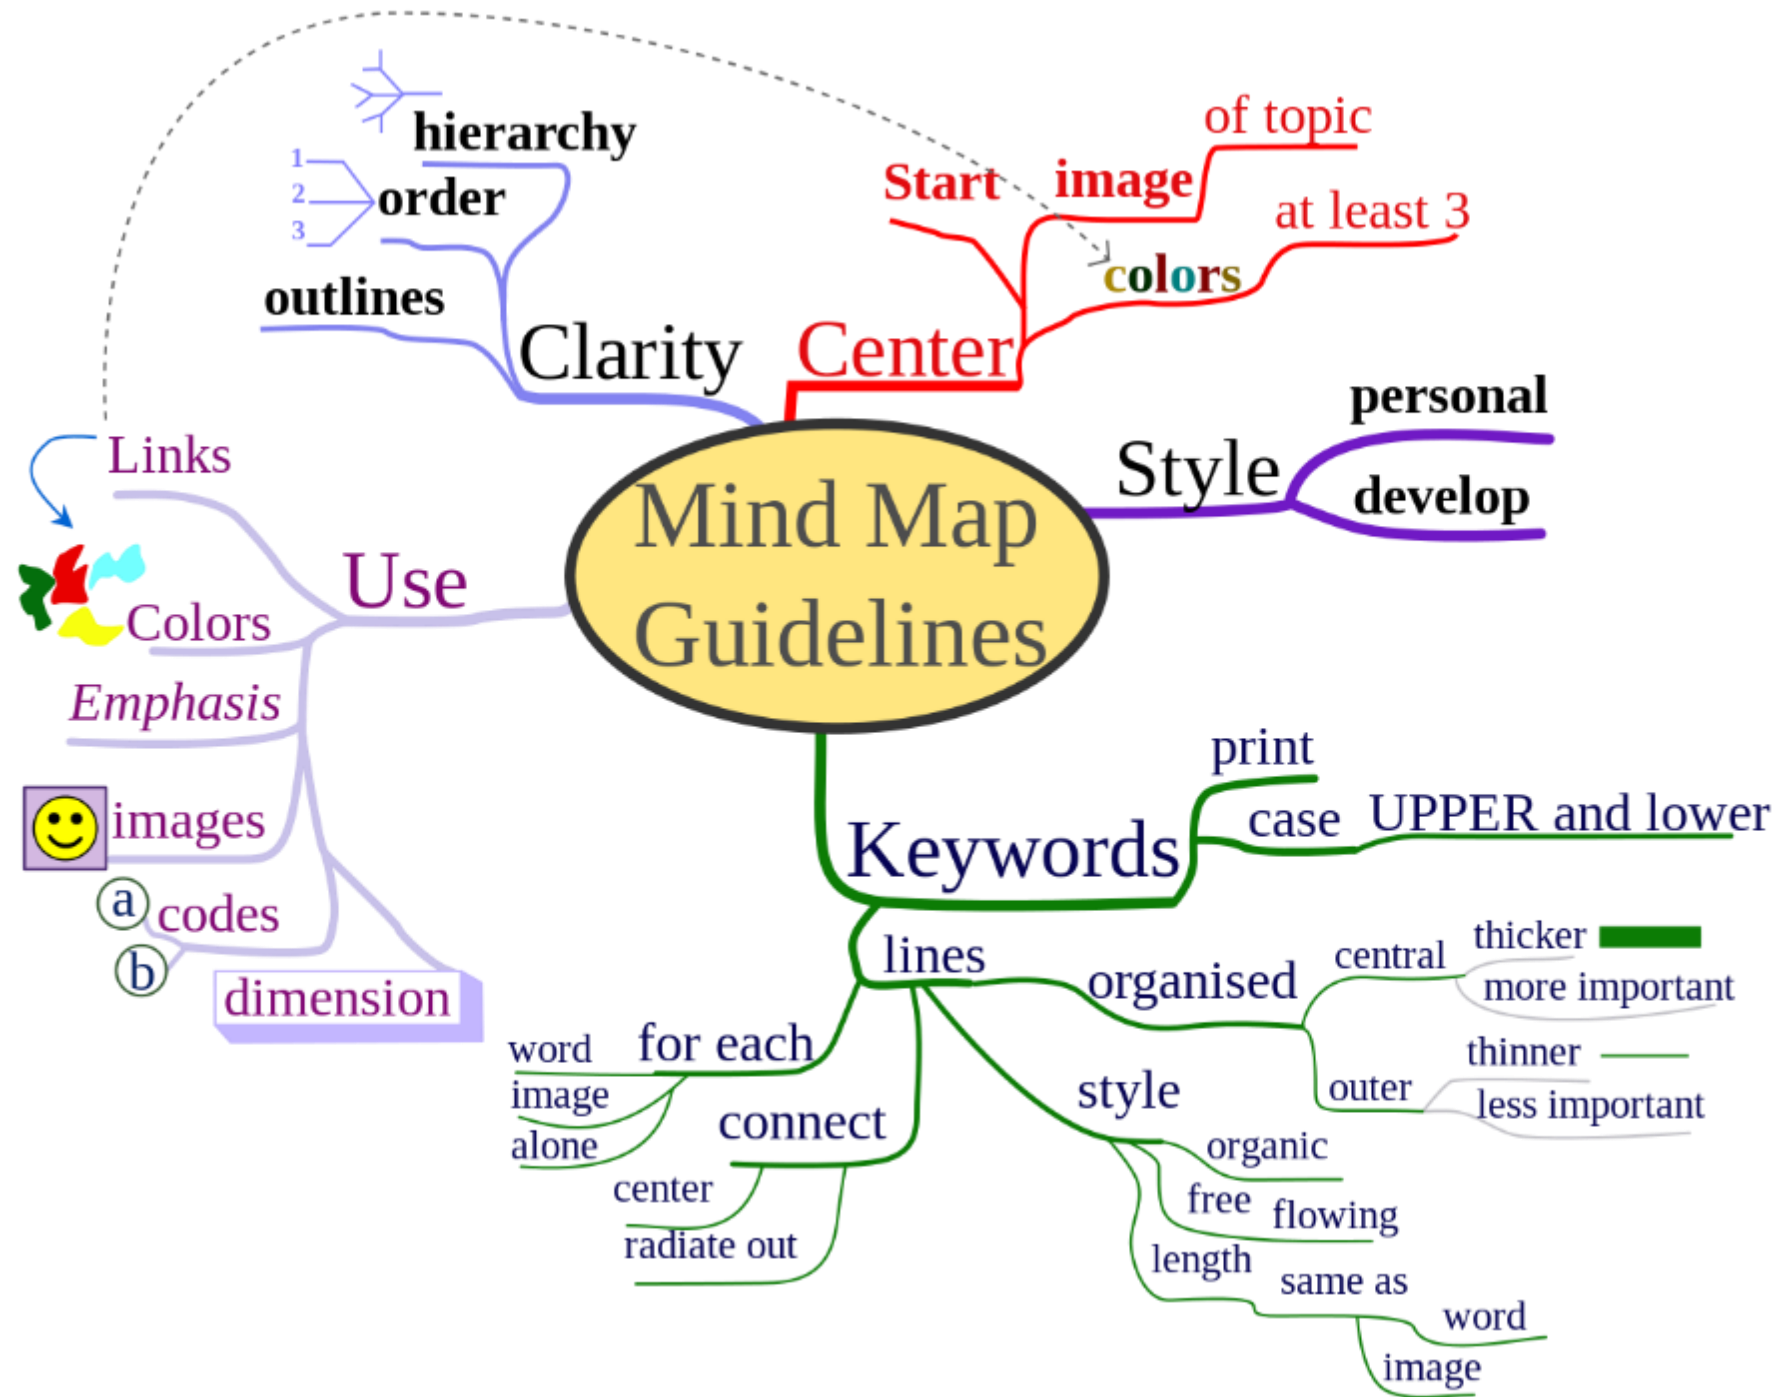 Mind Map
Guidelines
Center
Start
image
of topic
colors
at least 3
Style
personal
develop
Keywords
print
case
UPPER and lower
lines
organised
central
thicker
more important
outer
thinner
less important
style
organic
free flowing
length
same as
word
image
connect
center
radiate out
for each
word
image
alone
Use
Links
Colors
Emphasis
images
codes
a
b
dimension
Clarity
hierarchy
order
1
2
3
outlines